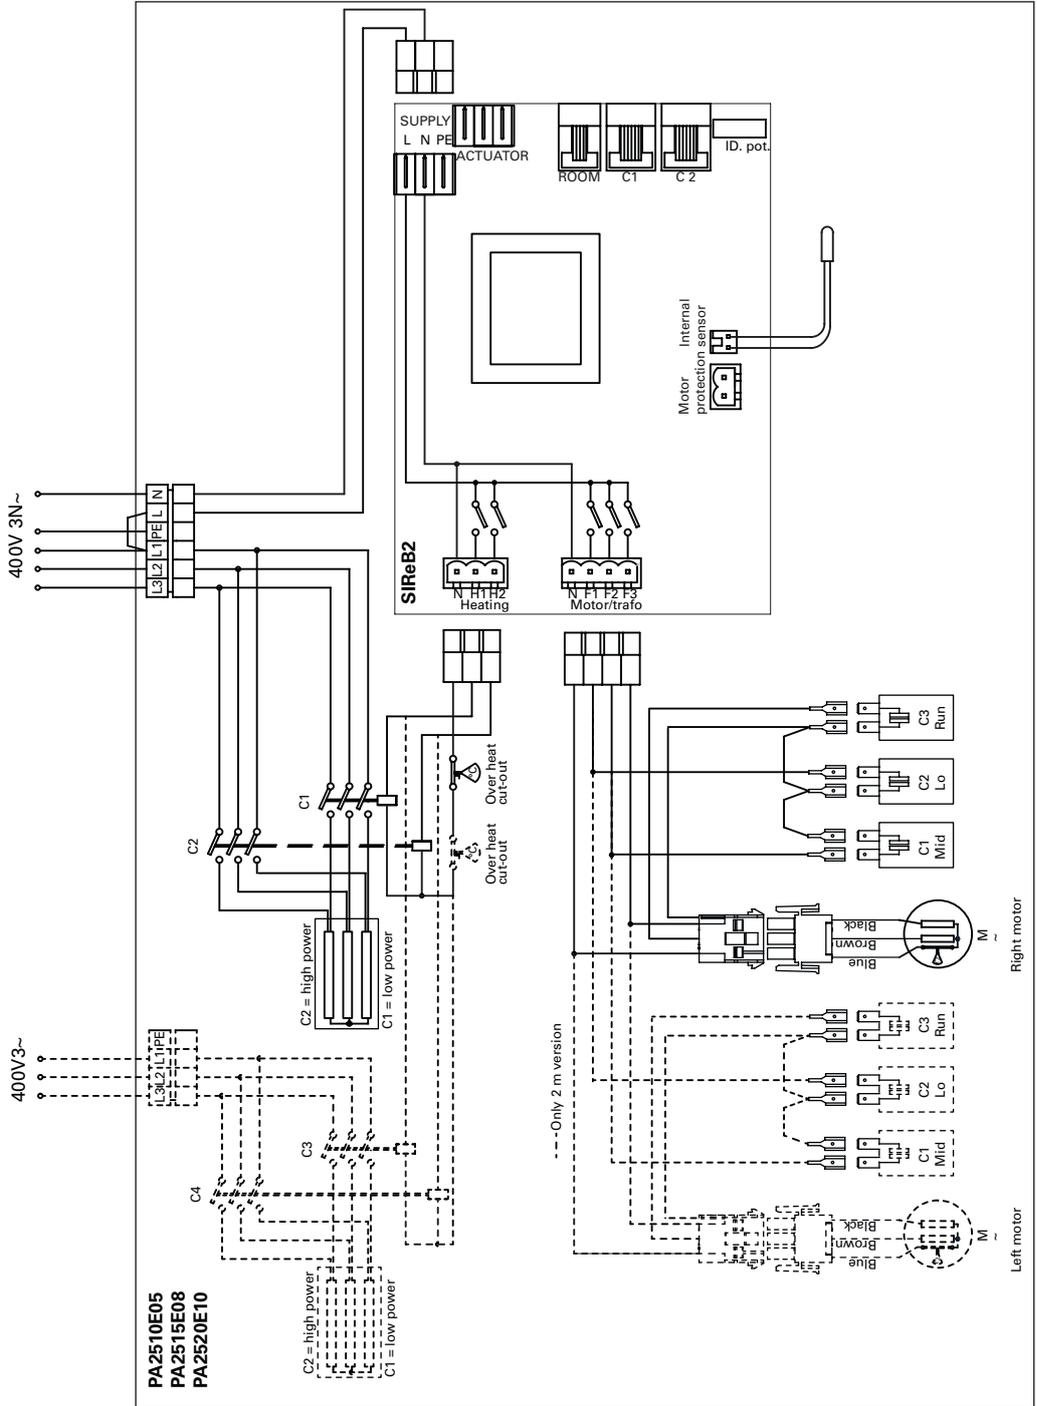 SUPPLY
L N PE
ACTUATOR
ROOM
C1
C 2
ID. pot.
Internal
sensor
Motor
protection
400V 3N~
L3 L2 L1 PE L N
SIReB2
N H1 H2
Heating
N F1 F2 F3
Motor/trafo
C1
C2
°C
Over heat
cut-out
°C
Over heat
cut-out
C3
Run
C2
Lo
C1
Mid
C2 = high power
C1 = low power
Black
Brown
Blue
M
~
Right motor
400V3~
L3 L2 L1 PE
---Only 2 m version
C3
Run
C2
Lo
C1
Mid
C3
C4
Black
Brown
Blue
M
~
Left motor
C2 = high power
C1 = low power
PA2510E05
PA2515E08
PA2520E10